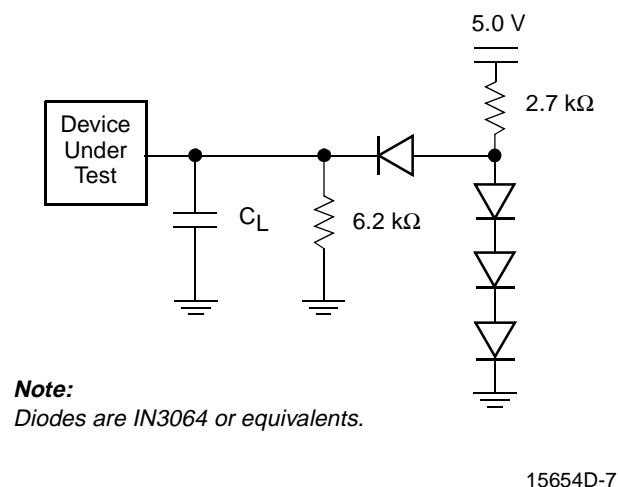 5.0 V
2.7 kΩ
Device
Under
Test
CL
6.2 kΩ
Note:
Diodes are IN3064 or equivalents.
15654D-7